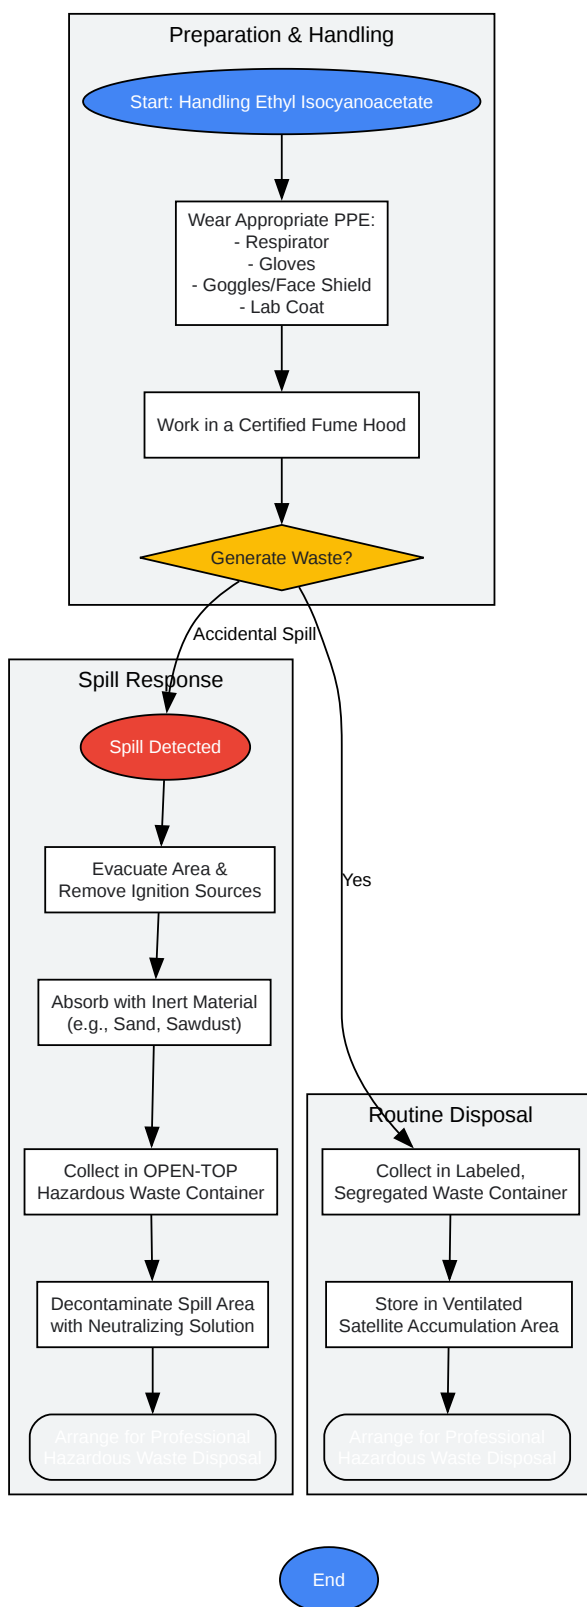 Preparation & Handling
Start: Handling Ethyl Isocyanoacetate
Wear Appropriate PPE:
- Respirator
- Gloves
- Goggles/Face Shield
- Lab Coat
Work in a Certified Fume Hood
Generate Waste?
Accidental Spill
Spill Response
Spill Detected
Evacuate Area &
Remove Ignition Sources
Yes
Absorb with Inert Material
(e.g., Sand, Sawdust)
Routine Disposal
Collect in OPEN-TOP
Hazardous Waste Container
Collect in Labeled,
Segregated Waste Container
Decontaminate Spill Area
with Neutralizing Solution
Store in Ventilated
Satellite Accumulation Area
Arrange for Professional
Hazardous Waste Disposal
Arrange for Professional
Hazardous Waste Disposal
End